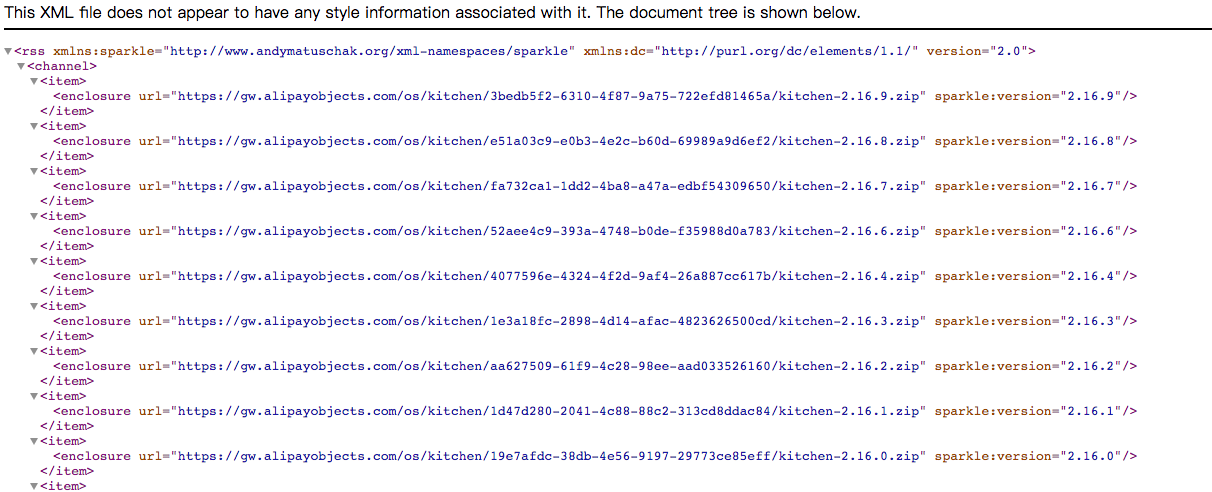 This XML file does not appear to have any style information associated with it. The document tree is shown below.
▼<rss xmlns:sparkle="http://www.andymatuschak.org/xml-namespaces/sparkle" xmlns:dc="http://purl.org/dc/elements/1.1/" version="2.0">
▼<channel>
▼<item>
<enclosure url="https://gw.alipayobjects.com/os/kitchen/3bedb5f2-6310-4f87-9a75-722efd81465a/kitchen-2.16.9.zip" sparkle:version="2.16.9"/>
</item>
▼<item>
<enclosure url="https://gw.alipayobjects.com/os/kitchen/e51a03c9-e0b3-4e2c-b60d-69989a9d6ef2/kitchen-2.16.8.zip" sparkle:version="2.16.8"/>
</item>
▼<item>
<enclosure url="https://gw.alipayobjects.com/os/kitchen/fa732ca1-1dd2-4ba8-a47a-edbf54309650/kitchen-2.16.7.zip" sparkle:version="2.16.7"/>
</item>
▼<item>
<enclosure url="https://gw.alipayobjects.com/os/kitchen/52aee4c9-393a-4748-b0de-f35988d0a783/kitchen-2.16.6.zip" sparkle:version="2.16.6"/>
</item>
▼<item>
<enclosure url="https://gw.alipayobjects.com/os/kitchen/4077596e-4324-4f2d-9af4-26a887cc617b/kitchen-2.16.4.zip" sparkle:version="2.16.4"/>
</item>
▼<item>
<enclosure url="https://gw.alipayobjects.com/os/kitchen/1e3a18fc-2898-4d14-afac-4823626500cd/kitchen-2.16.3.zip" sparkle:version="2.16.3"/>
</item>
▼<item>
<enclosure url="https://gw.alipayobjects.com/os/kitchen/aa627509-61f9-4c28-98ee-aad033526160/kitchen-2.16.2.zip" sparkle:version="2.16.2"/>
</item>
▼<item>
<enclosure url="https://gw.alipayobjects.com/os/kitchen/1d47d280-2041-4c88-88c2-313cd8ddac84/kitchen-2.16.1.zip" sparkle:version="2.16.1"/>
</item>
▼<item>
<enclosure url="https://gw.alipayobjects.com/os/kitchen/19e7afdc-38db-4e56-9197-29773ce85eff/kitchen-2.16.0.zip" sparkle:version="2.16.0"/>
</item>
▼<item>